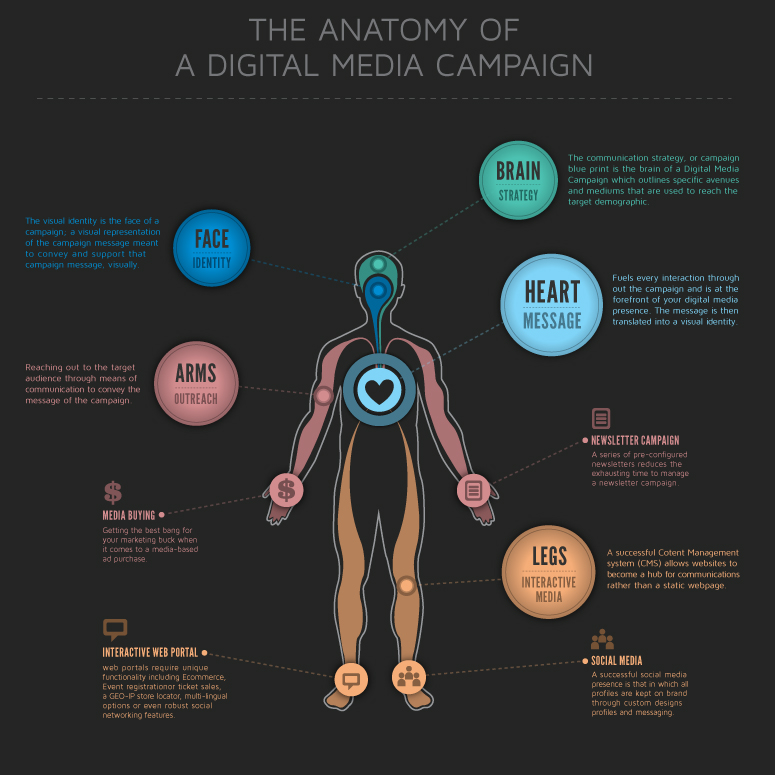 THE ANATOMY OF
A DIGITAL MEDIA CAMPAIGN
BRAIN
STRATEGY
The communication strategy, or campaign
blue print is the brain of a Digital Media
Campaign which outlines specific avenues
and mediums that are used to reach the
target demographic.
The visual identity is the face of a
campaign; a visual representation
of the campaign message meant
to convey and support that
campaign message, visually.
FACE
IDENTITY
HEART
MESSAGE
Fuels every interaction through
out the campaign and is at the
forefront of your digital media
presence. The message is then
translated into a visual identity.
Reaching out to the target
audience through means of
communication to convey the
message of the campaign.
ARMS
OUTREACH
NEWSLETTER CAMPAIGN
A series of pre-configured
newsletters reduces the
exhausting time to manage
a newsletter campaign.
$
MEDIA BUYING
Getting the best bang for
your marketing buck when
it comes to a media-based
ad purchase.
$
LEGS
INTERACTIVE
MEDIA
A successful Cotent Management
system (CMS) allows websites to
become a hub for communications
rather than a static webpage.
INTERACTIVE WEB PORTAL
web portals require unique
functionality including Ecommerce,
Event registrationor ticket sales,
a GEO-IP store locator, multi-lingual
options or even robust social
networking features.
SOCIAL MEDIA
A successful social media
presence is that in which all
profiles are kept on brand
through custom designs
profiles and messaging.